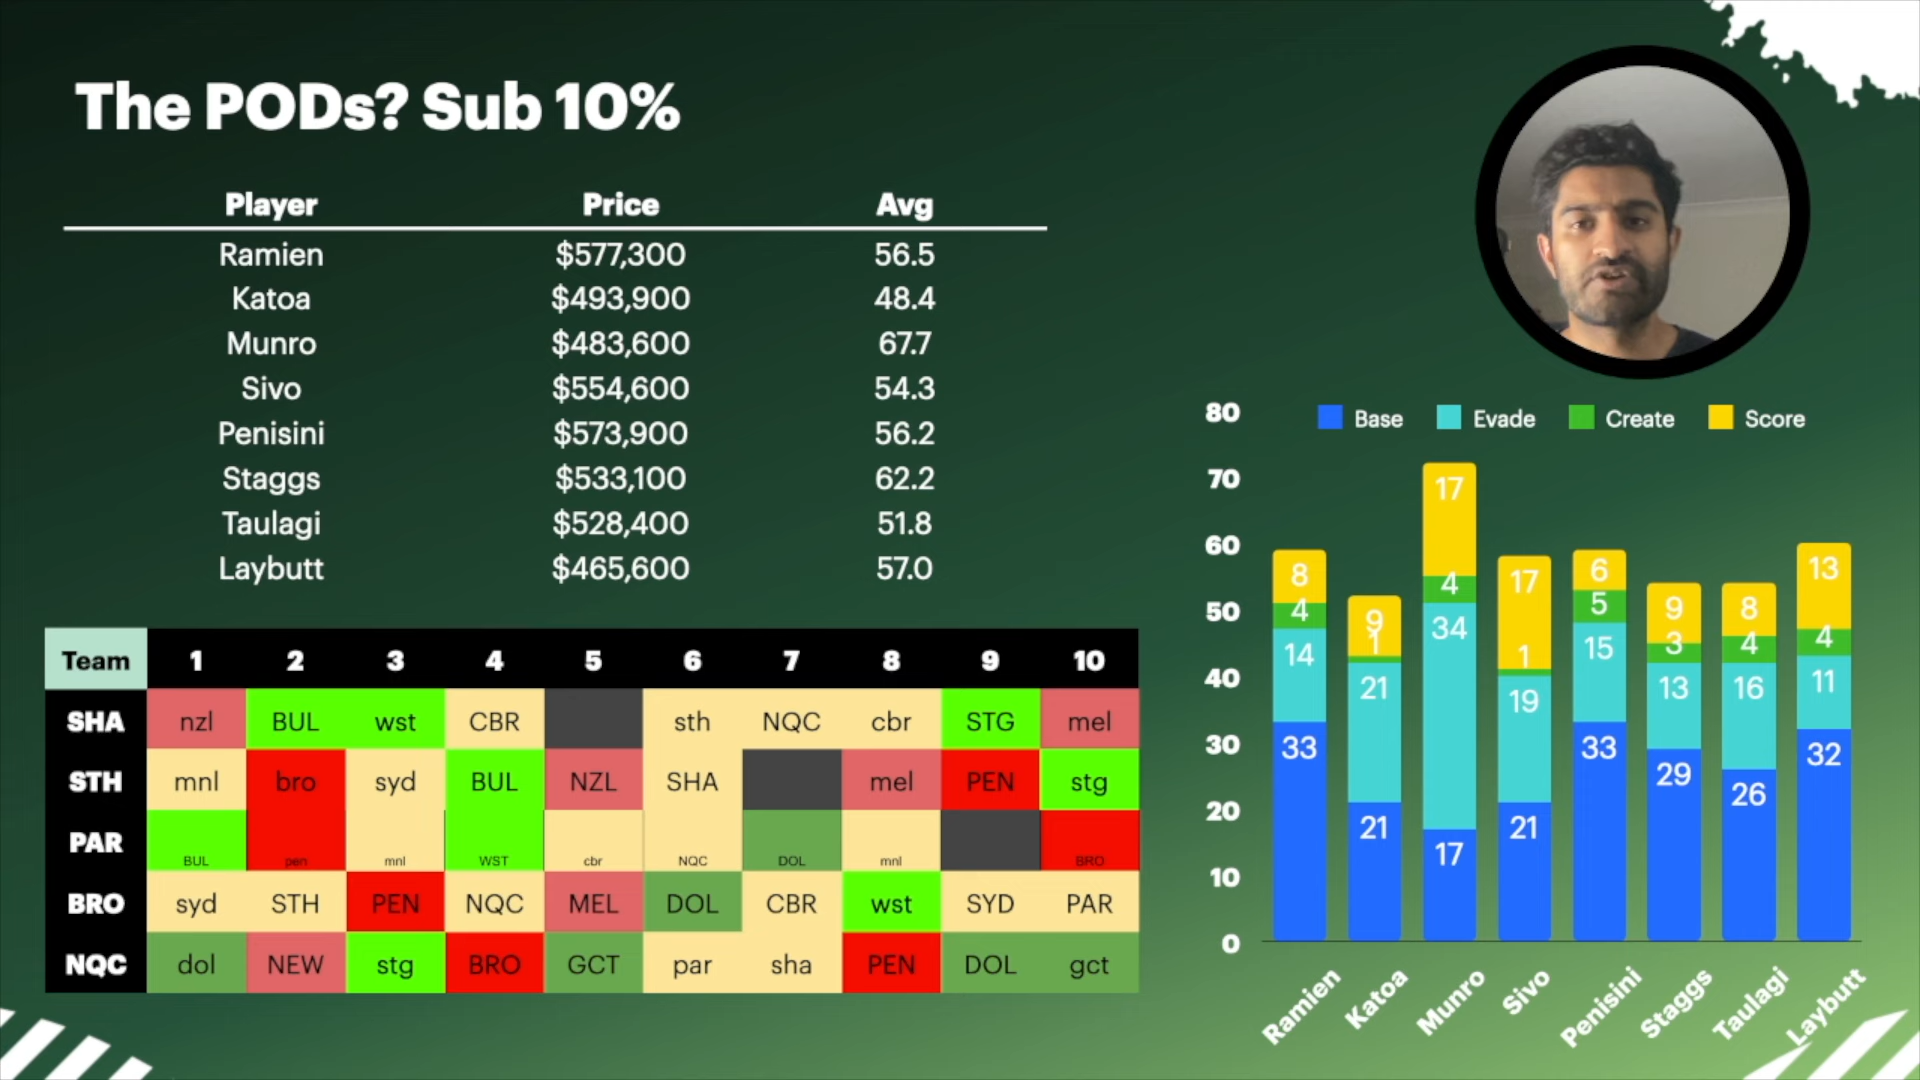 The PODs? Sub 10%
Player Price Avg
Ramien $577,300 56.5
Katoa $493,900 48.4
Munro $483,600 67.7
Sivo $554,600 54.3
Penisini $573,900 56.2
Staggs $533,100 62.2
Taulagi $528,400 51.8
Laybutt $465,600 57.0
Team 1 2 3 4 5 6 7 8 9 10
SHA nzl BUL wst CBR sth NQC cbr STG mel
STH mnl bro syd BUL NZL SHA mel PEN stg
PAR BUL pen mnl WST cbr NQC DOL mnl BRO
BRO syd STH PEN NQC MEL DOL CBR wst SYD PAR
NQC dol NEW stg BRO GCT par sha PEN DOL gct
Base Evade Create Score
80
70
60
50
40
30
20
10
0
8 4 14 33
9 1 21 21
17 4 34 17
17 1 19 21
6 5 15 33
9 3 13 29
8 4 16 26
13 4 11 32
Ramien Katoa Munro Sivo Penisini Staggs Taulagi Laybutt